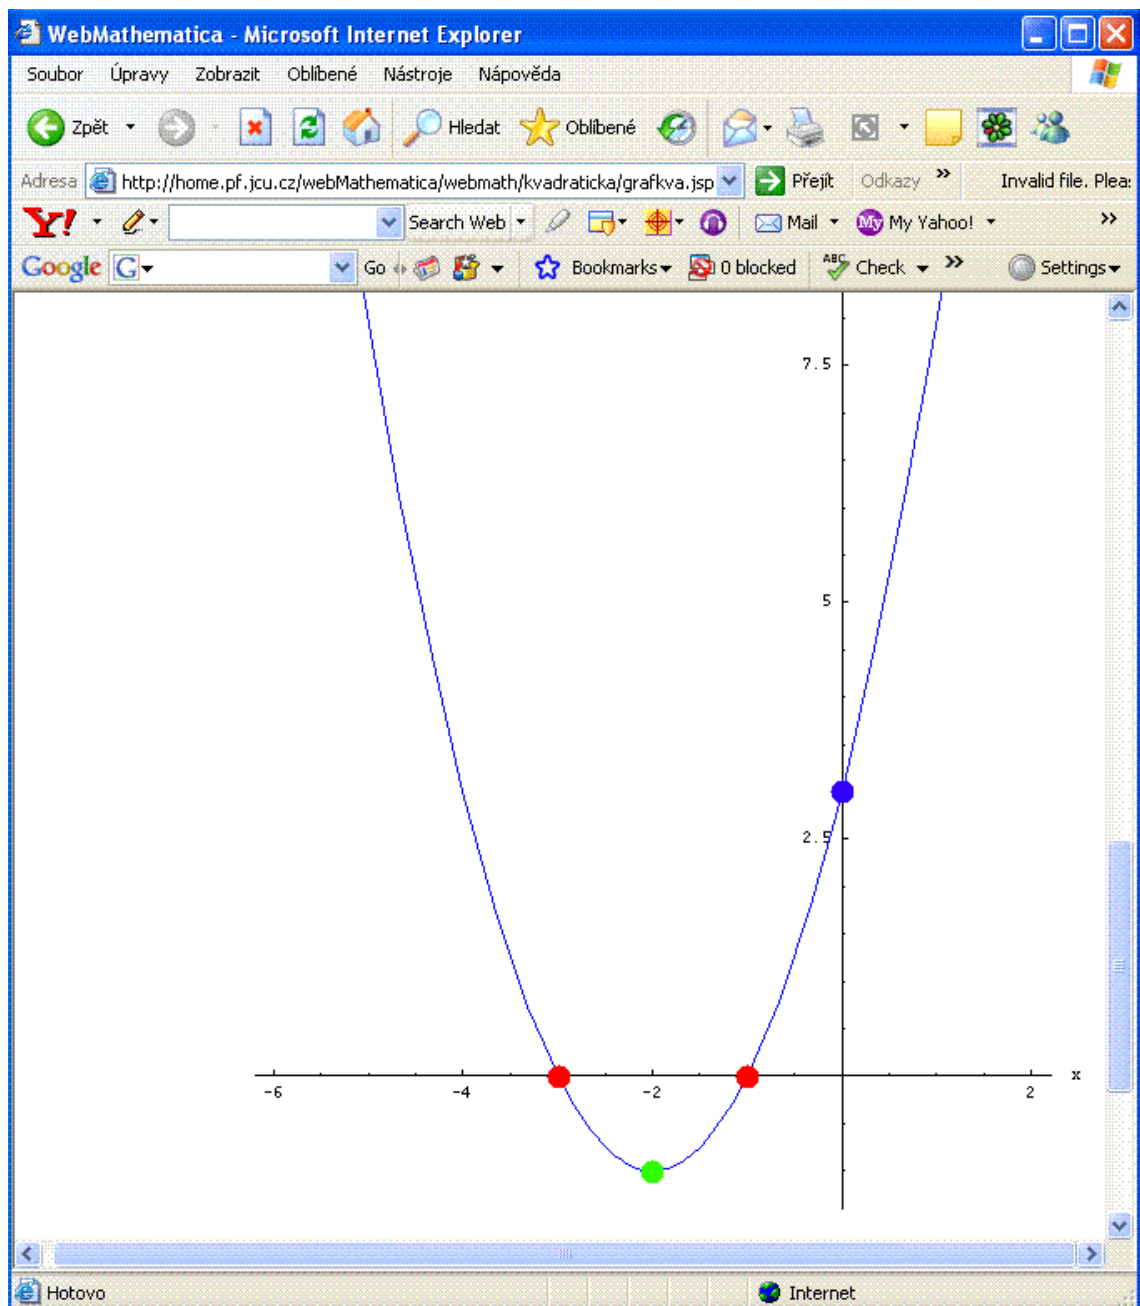 WebMathematica - Microsoft Internet Explorer
Soubor Úpravy Zobrazit Oblíbené Nástroje Nápověda
Zpět Hledat Oblíbené
Adresa http://home.pf.jcu.cz/webMathematica/webmath/kvadraticka/grafkva.jsp Přejít Odkazy » Invalid file. Plea:
Y! Search Web Mail My My Yahoo! »
Google G Go Bookmarks 0 blocked ABC Check » Settings
7.5
5
2.5
x
-6 -4 -2 2
Hotovo Internet